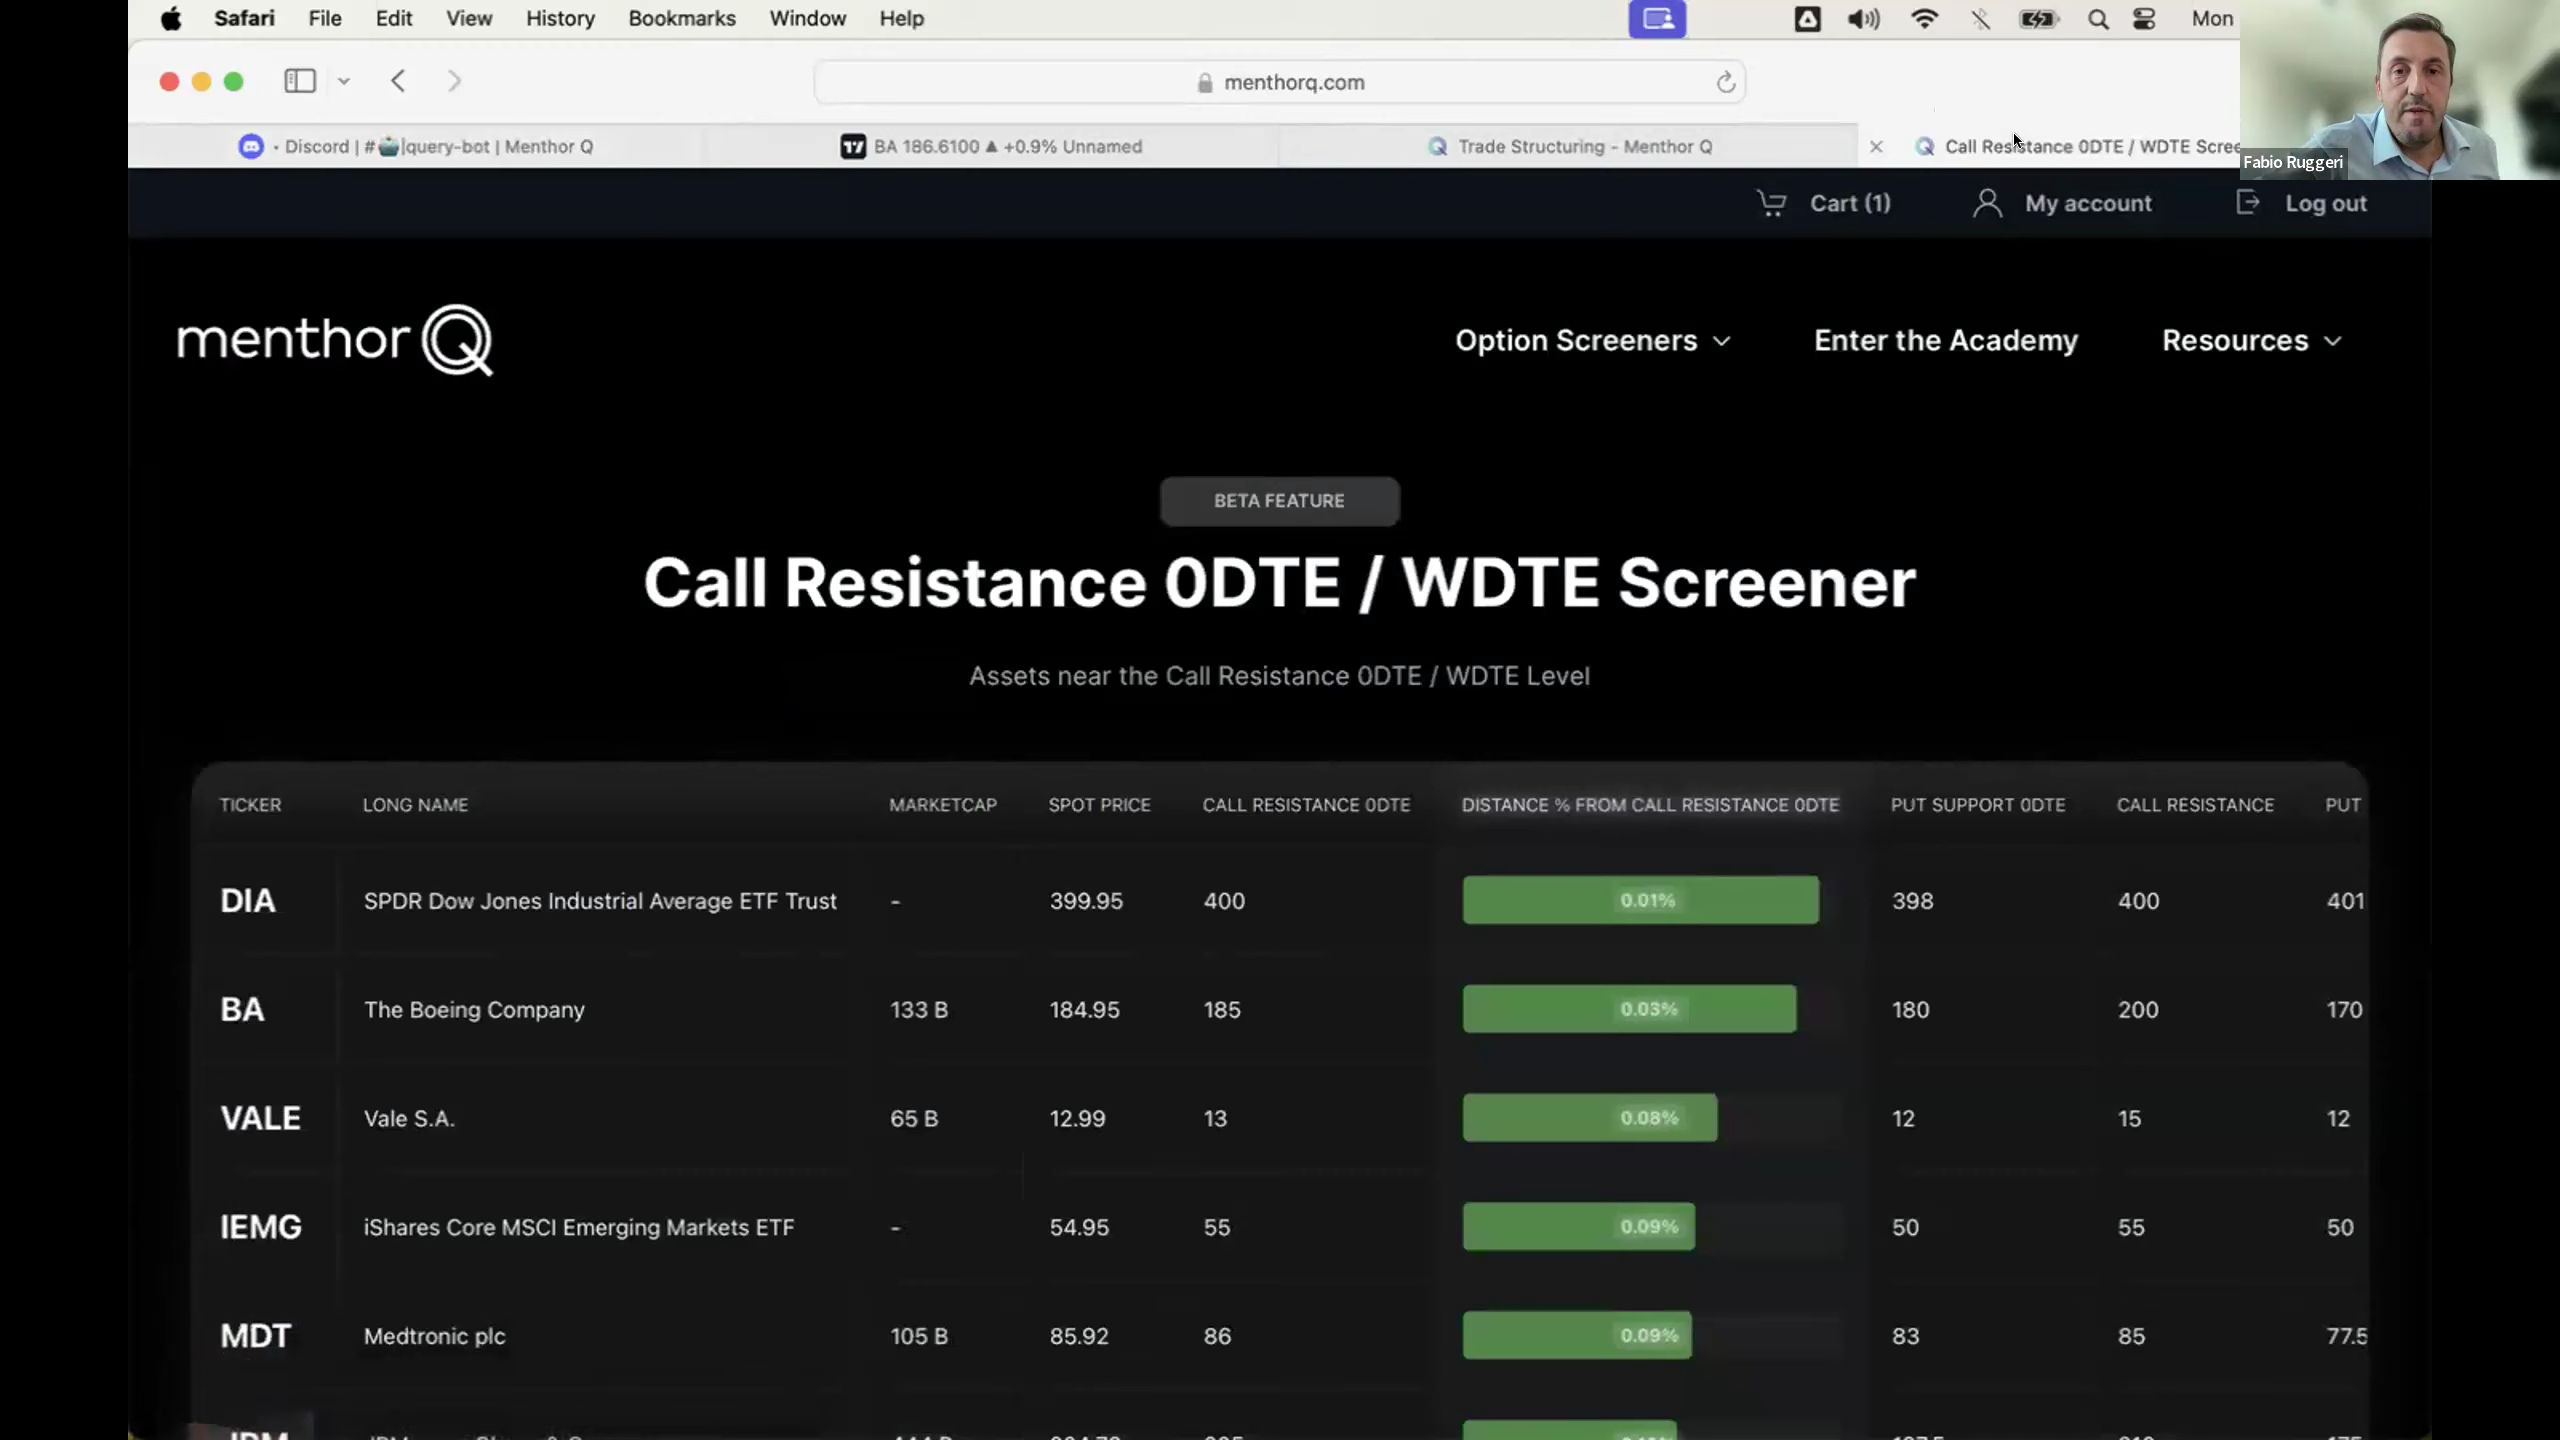 Safari File Edit View History Bookmarks Window Help Mon
menthorq.com
· Discord | #🤖|query-bot | Menthor Q
17 BA 186.6100 ▲ +0.9% Unnamed
Trade Structuring - Menthor Q
Call Resistance 0DTE / WDTE Scree
Fabio Ruggeri
Cart (1) My account Log out
menthor Q
Option Screeners Enter the Academy Resources
BETA FEATURE
Call Resistance 0DTE / WDTE Screener
Assets near the Call Resistance 0DTE / WDTE Level
TICKER LONG NAME MARKETCAP SPOT PRICE CALL RESISTANCE 0DTE DISTANCE % FROM CALL RESISTANCE 0DTE PUT SUPPORT 0DTE CALL RESISTANCE PUT
DIA SPDR Dow Jones Industrial Average ETF Trust - 399.95 400 0.01% 398 400 401
BA The Boeing Company 133 B 184.95 185 0.03% 180 200 170
VALE Vale S.A. 65 B 12.99 13 0.08% 12 15 12
IEMG iShares Core MSCI Emerging Markets ETF - 54.95 55 0.09% 50 55 50
MDT Medtronic plc 105 B 85.92 86 0.09% 83 85 77.5